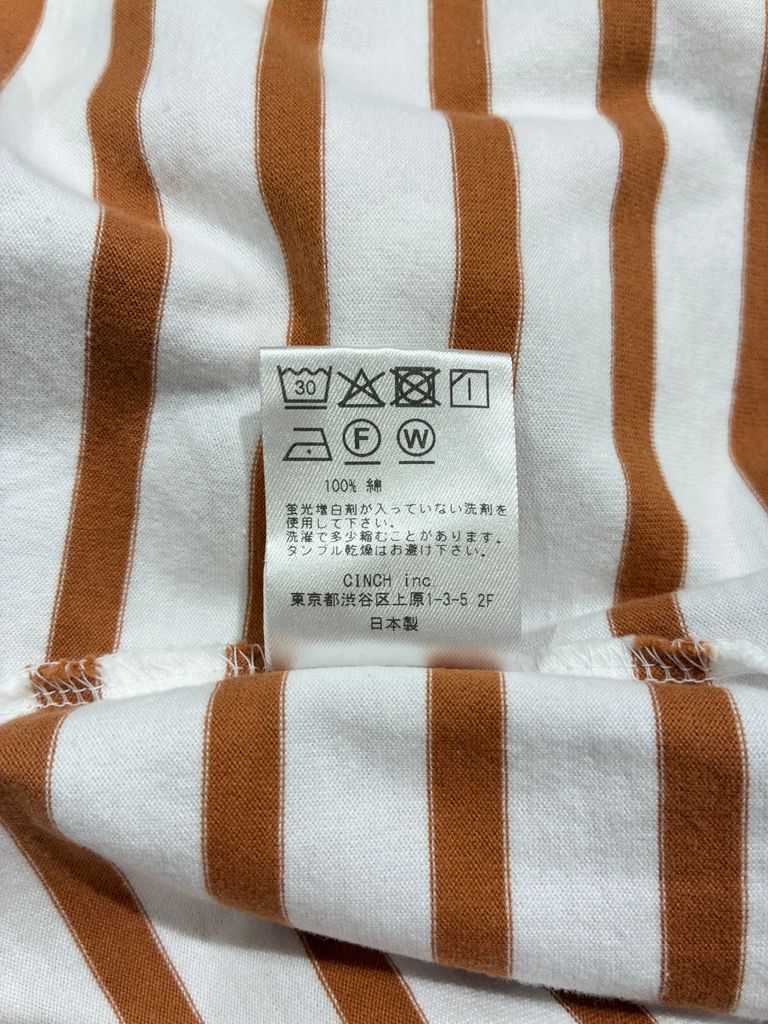 30
F W
100% 綿
蛍光増白剤が入っていない洗剤を
使用して下さい。
洗濯で多少縮むことがあります。
タンブル乾燥はお避け下さい。
CINCH inc.
東京都渋谷区上原1-3-5 2F
日本製